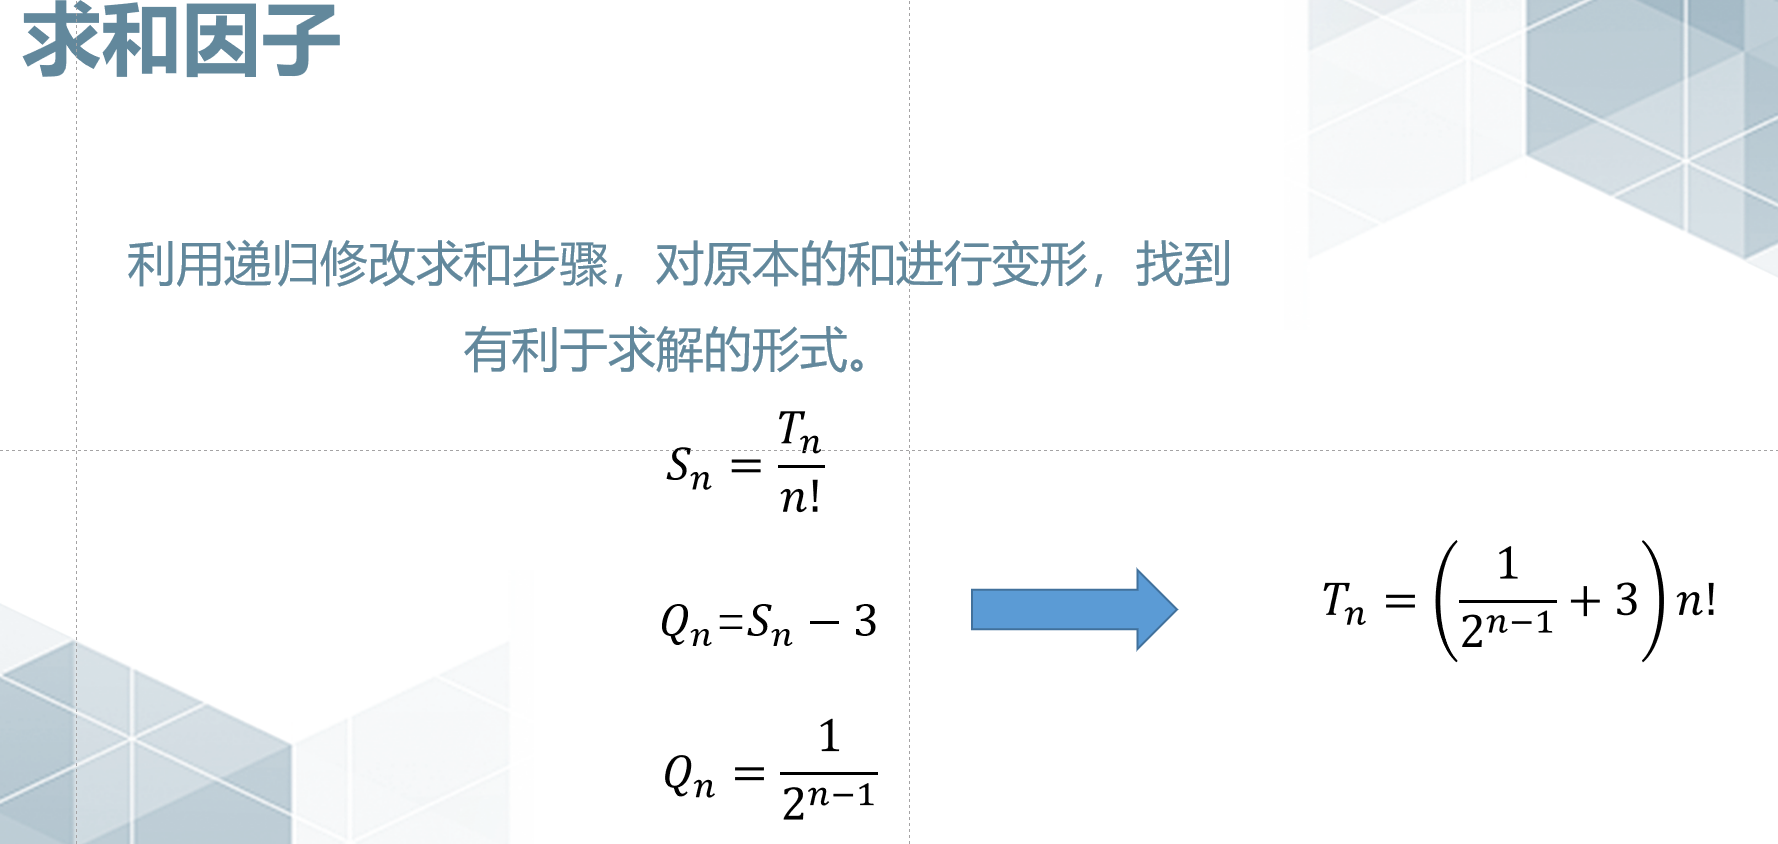 求和因子
利用递归修改求和步骤，对原本的和进行变形，找到
有利于求解的形式。
$S_n = \frac{T_n}{n!}$
$Q_n = S_n - 3$
$T_n = \left(\frac{1}{2^{n-1}} + 3\right) n!$
$Q_n = \frac{1}{2^{n-1}}$